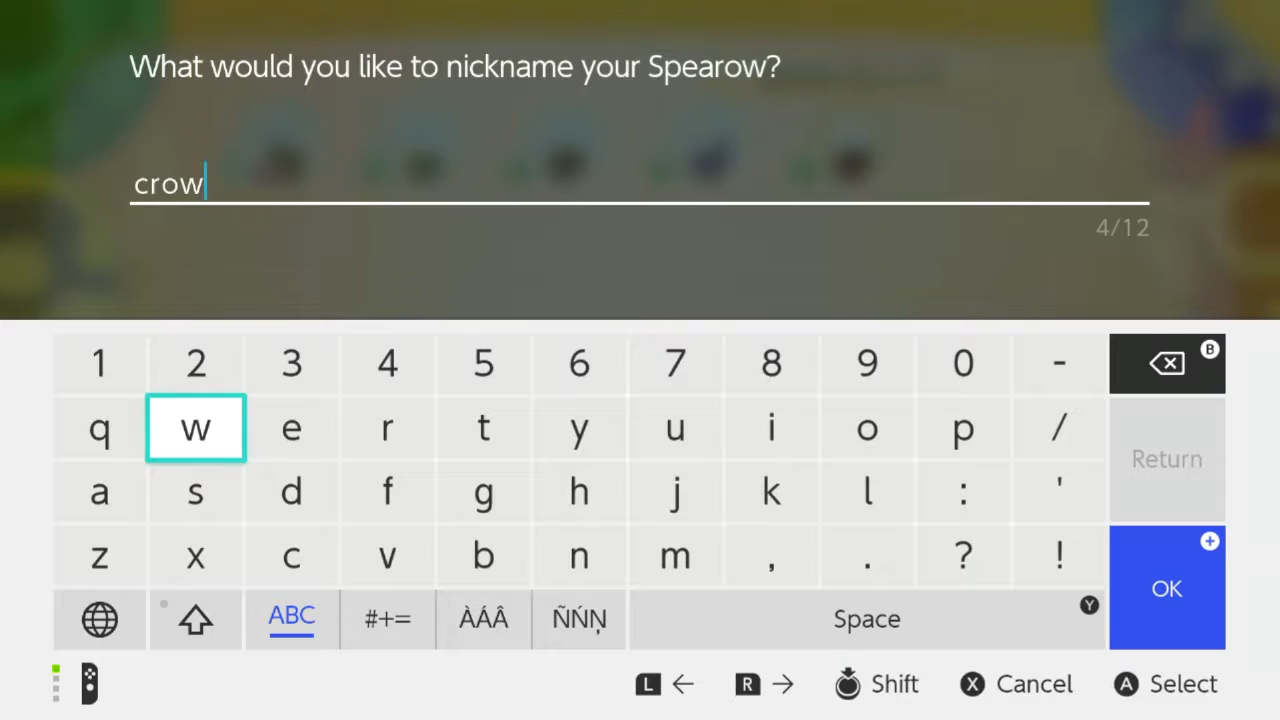 What would you like to nickname your Spearow?
crow
4/12
1 2 3 4 5 6 7 8 9 0 - B
q w e r t y u i o p / Return
a s d f g h j k l : '
z x c v b n m , . ? ! + OK
ABC #+= ÀÁÂ ÑŃŅ Space Y
L ← R → Shift X Cancel A Select